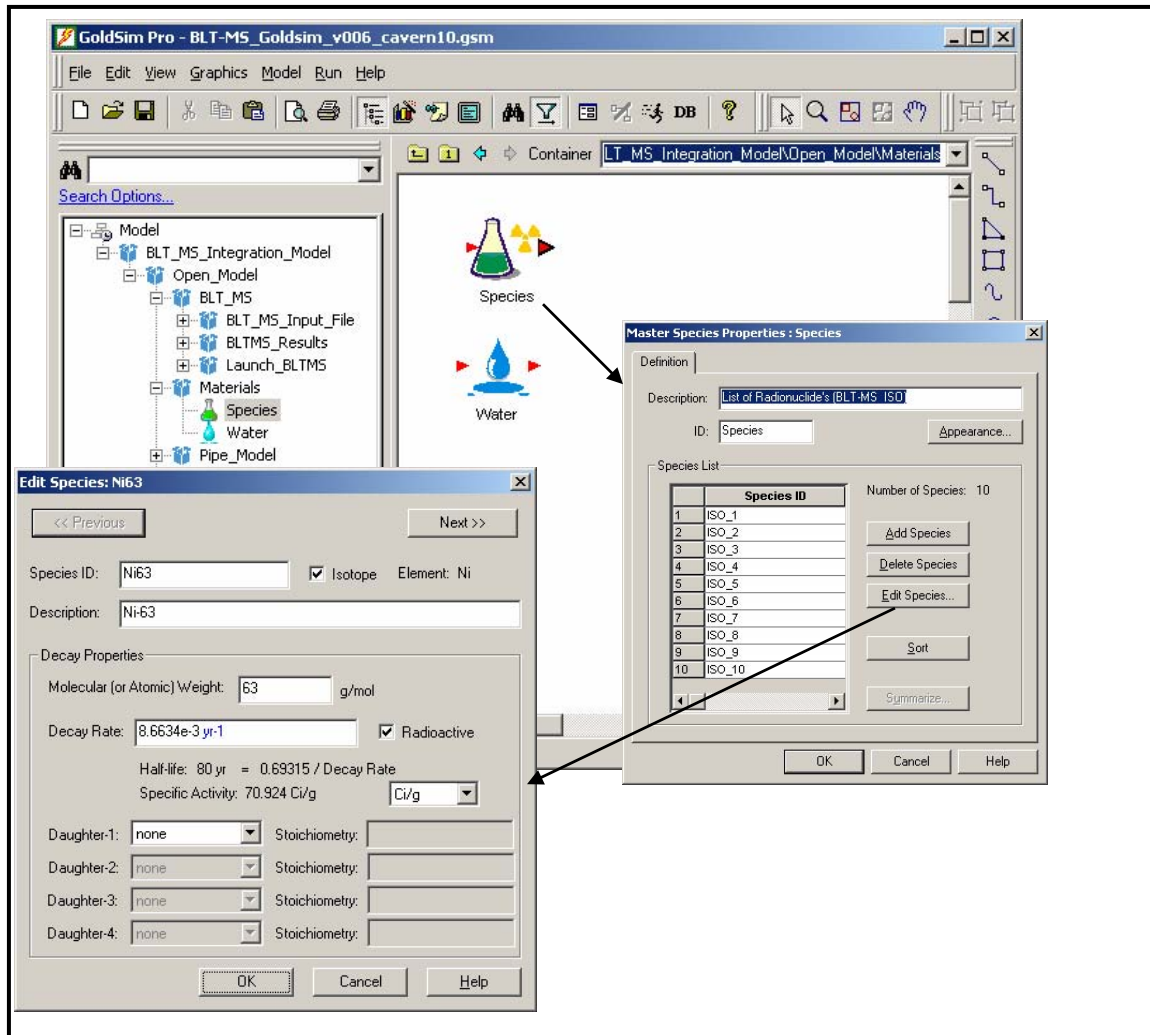 GoldSim Pro - BLT-MS_Goldsim_v006_cavern10.gsm
File Edit View Graphics Model Run Help
DB
Container LT_MS_Integration_Model\Open_Model\Materials
Search Options...
Model
BLT_MS_Integration_Model
Open_Model
BLT_MS
BLT_MS_Input_File
BLTMS_Results
Launch_BLTMS
Materials
Species
Water
Pipe_Model
Species
Water
Master Species Properties : Species
Definition
Description: List of Radionuclide's (BLT-MS ISO)
ID: Species
Appearance...
Species List
Species ID
1 ISO_1
2 ISO_2
3 ISO_3
4 ISO_4
5 ISO_5
6 ISO_6
7 ISO_7
8 ISO_8
9 ISO_9
10 ISO_10
Number of Species: 10
Add Species
Delete Species
Edit Species...
Sort
Summarize...
OK Cancel Help
Edit Species: Ni63
<< Previous Next >>
Species ID: Ni63 Isotope Element: Ni
Description: Ni-63
Decay Properties
Molecular (or Atomic) Weight: 63 g/mol
Decay Rate: 8.6634e-3 yr-1 Radioactive
Half-life: 80 yr = 0.69315 / Decay Rate
Specific Activity: 70.924 Ci/g Ci/g
Daughter-1: none Stoichiometry:
Daughter-2: none Stoichiometry:
Daughter-3: none Stoichiometry:
Daughter-4: none Stoichiometry:
OK Cancel Help